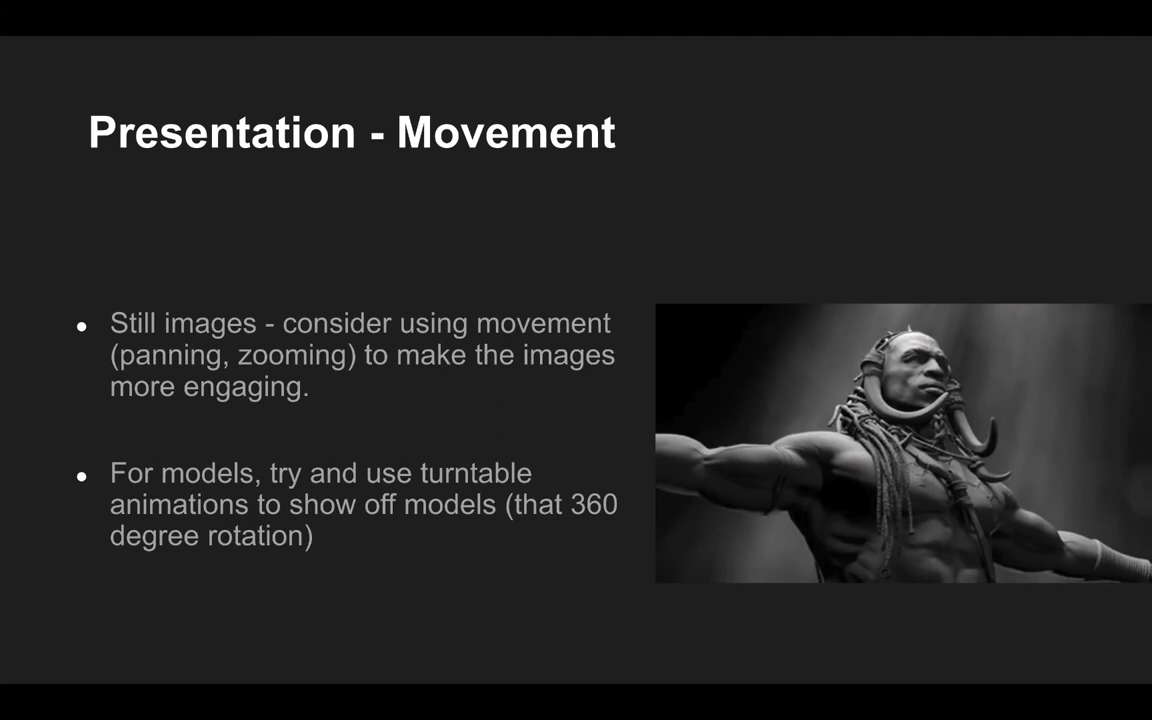 Presentation - Movement
● Still images - consider using movement
(panning, zooming) to make the images
more engaging.
● For models, try and use turntable
animations to show off models (that 360
degree rotation)